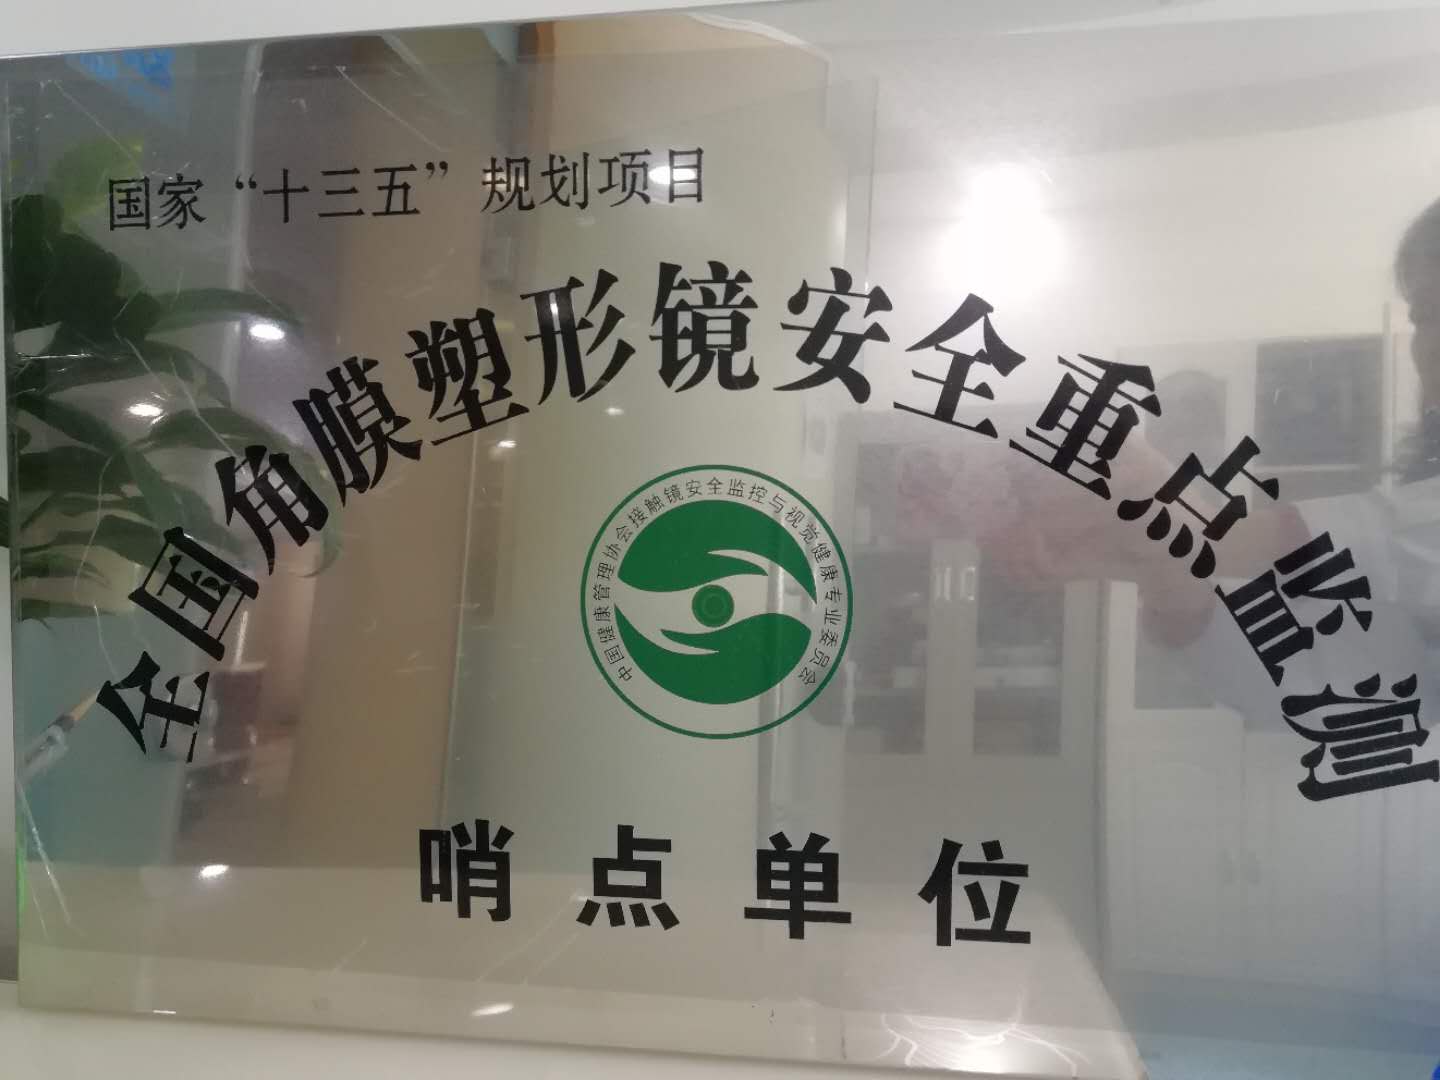 国家“十三五”规划项目
全国角膜塑形镜安全重点监测
中国健康管理协会接触镜安全监控与视觉健康专业委员会
哨点单位